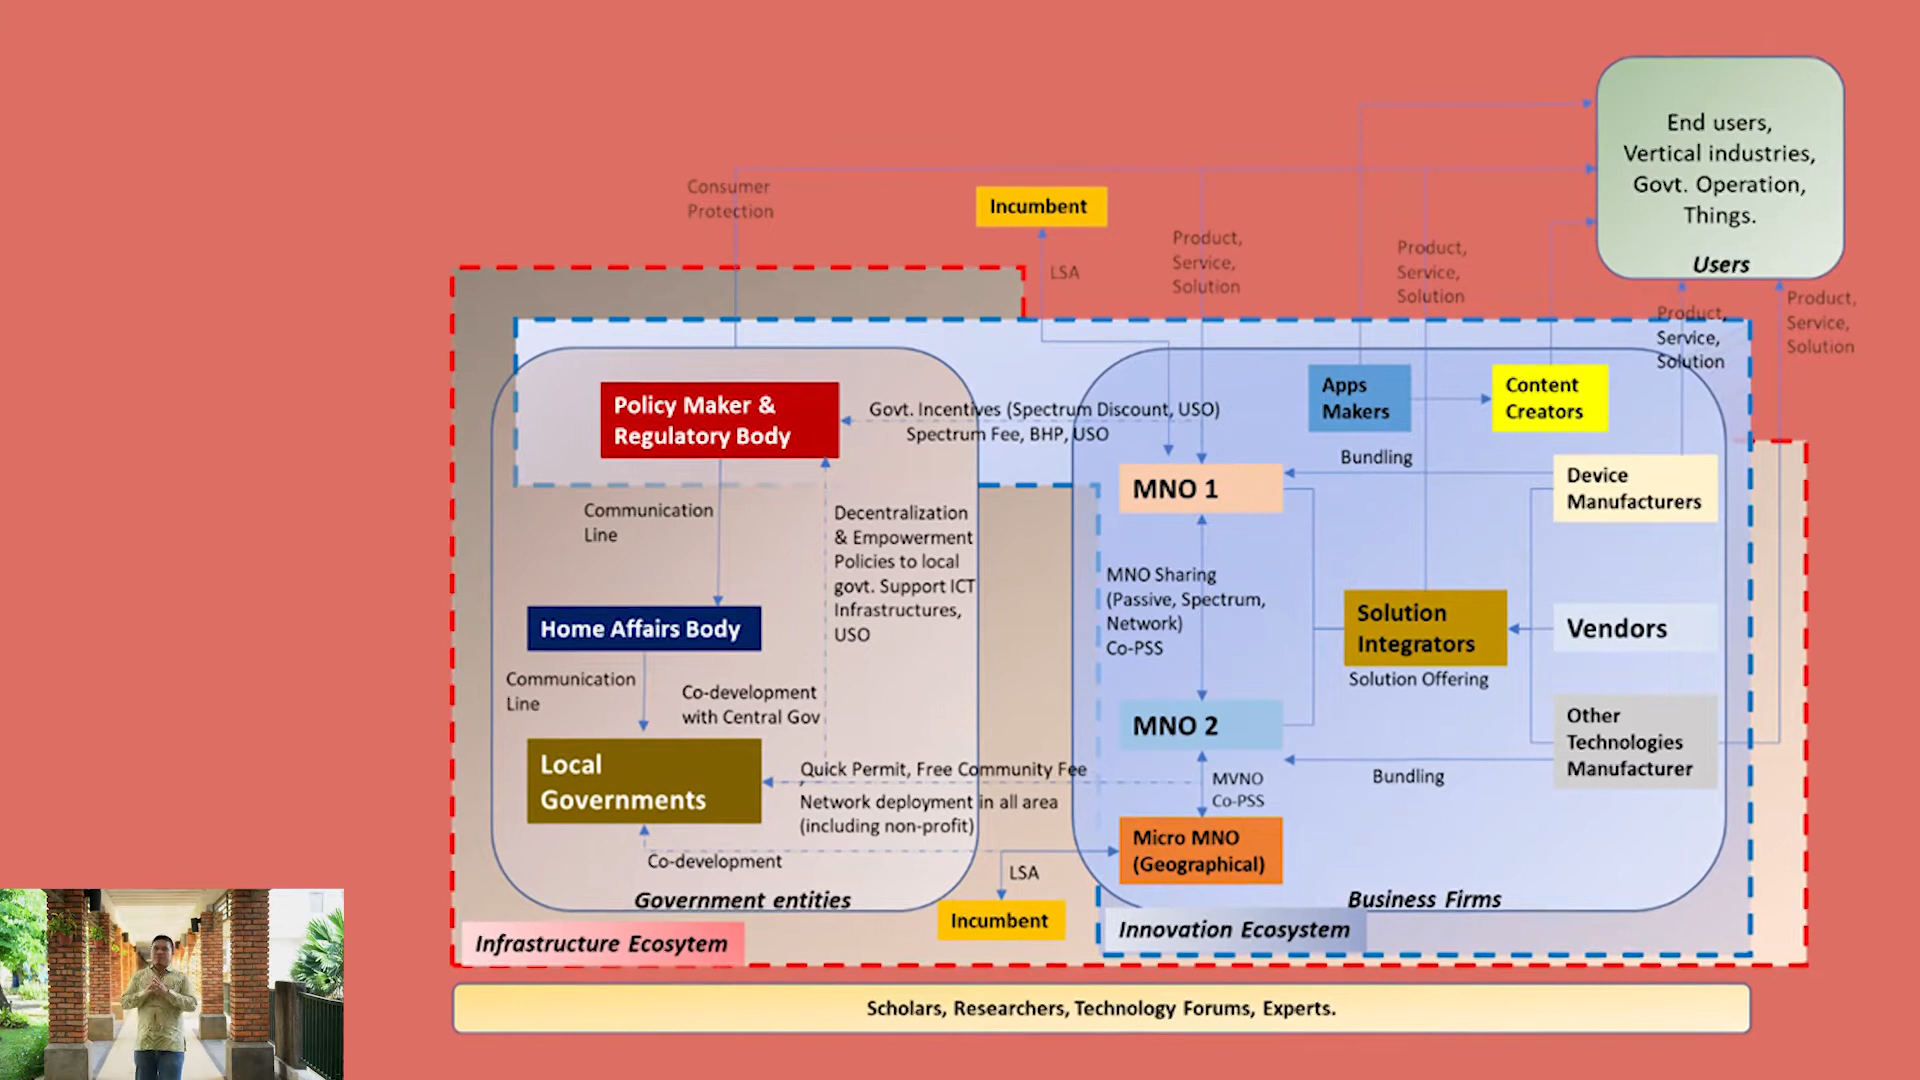 End users,
Vertical industries,
Govt. Operation,
Things.
Users
Consumer
Protection
Incumbent
LSA
Product,
Service,
Solution
Product,
Service,
Solution
Product,
Service,
Solution
Product,
Service,
Solution
Policy Maker &
Regulatory Body
Govt. Incentives (Spectrum Discount, USO)
Spectrum Fee, BHP, USO
Apps
Makers
Content
Creators
Bundling
MNO 1
Device
Manufacturers
Communication
Line
Decentralization
& Empowerment
Policies to local
govt. Support ICT
Infrastructures,
USO
MNO Sharing
(Passive, Spectrum,
Network)
Co-PSS
Home Affairs Body
Solution
Integrators
Solution Offering
Vendors
Communication
Line
Co-development
with Central Gov
MNO 2
Other
Technologies
Manufacturer
Bundling
Local
Governments
Quick Permit, Free Community Fee
,
Network deployment in all area
(including non-profit)
MVNO
Co-PSS
Micro MNO
(Geographical)
Co-development
LSA
Government entities
Incumbent
Business Firms
Infrastructure Ecosytem
Innovation Ecosystem
Scholars, Researchers, Technology Forums, Experts.